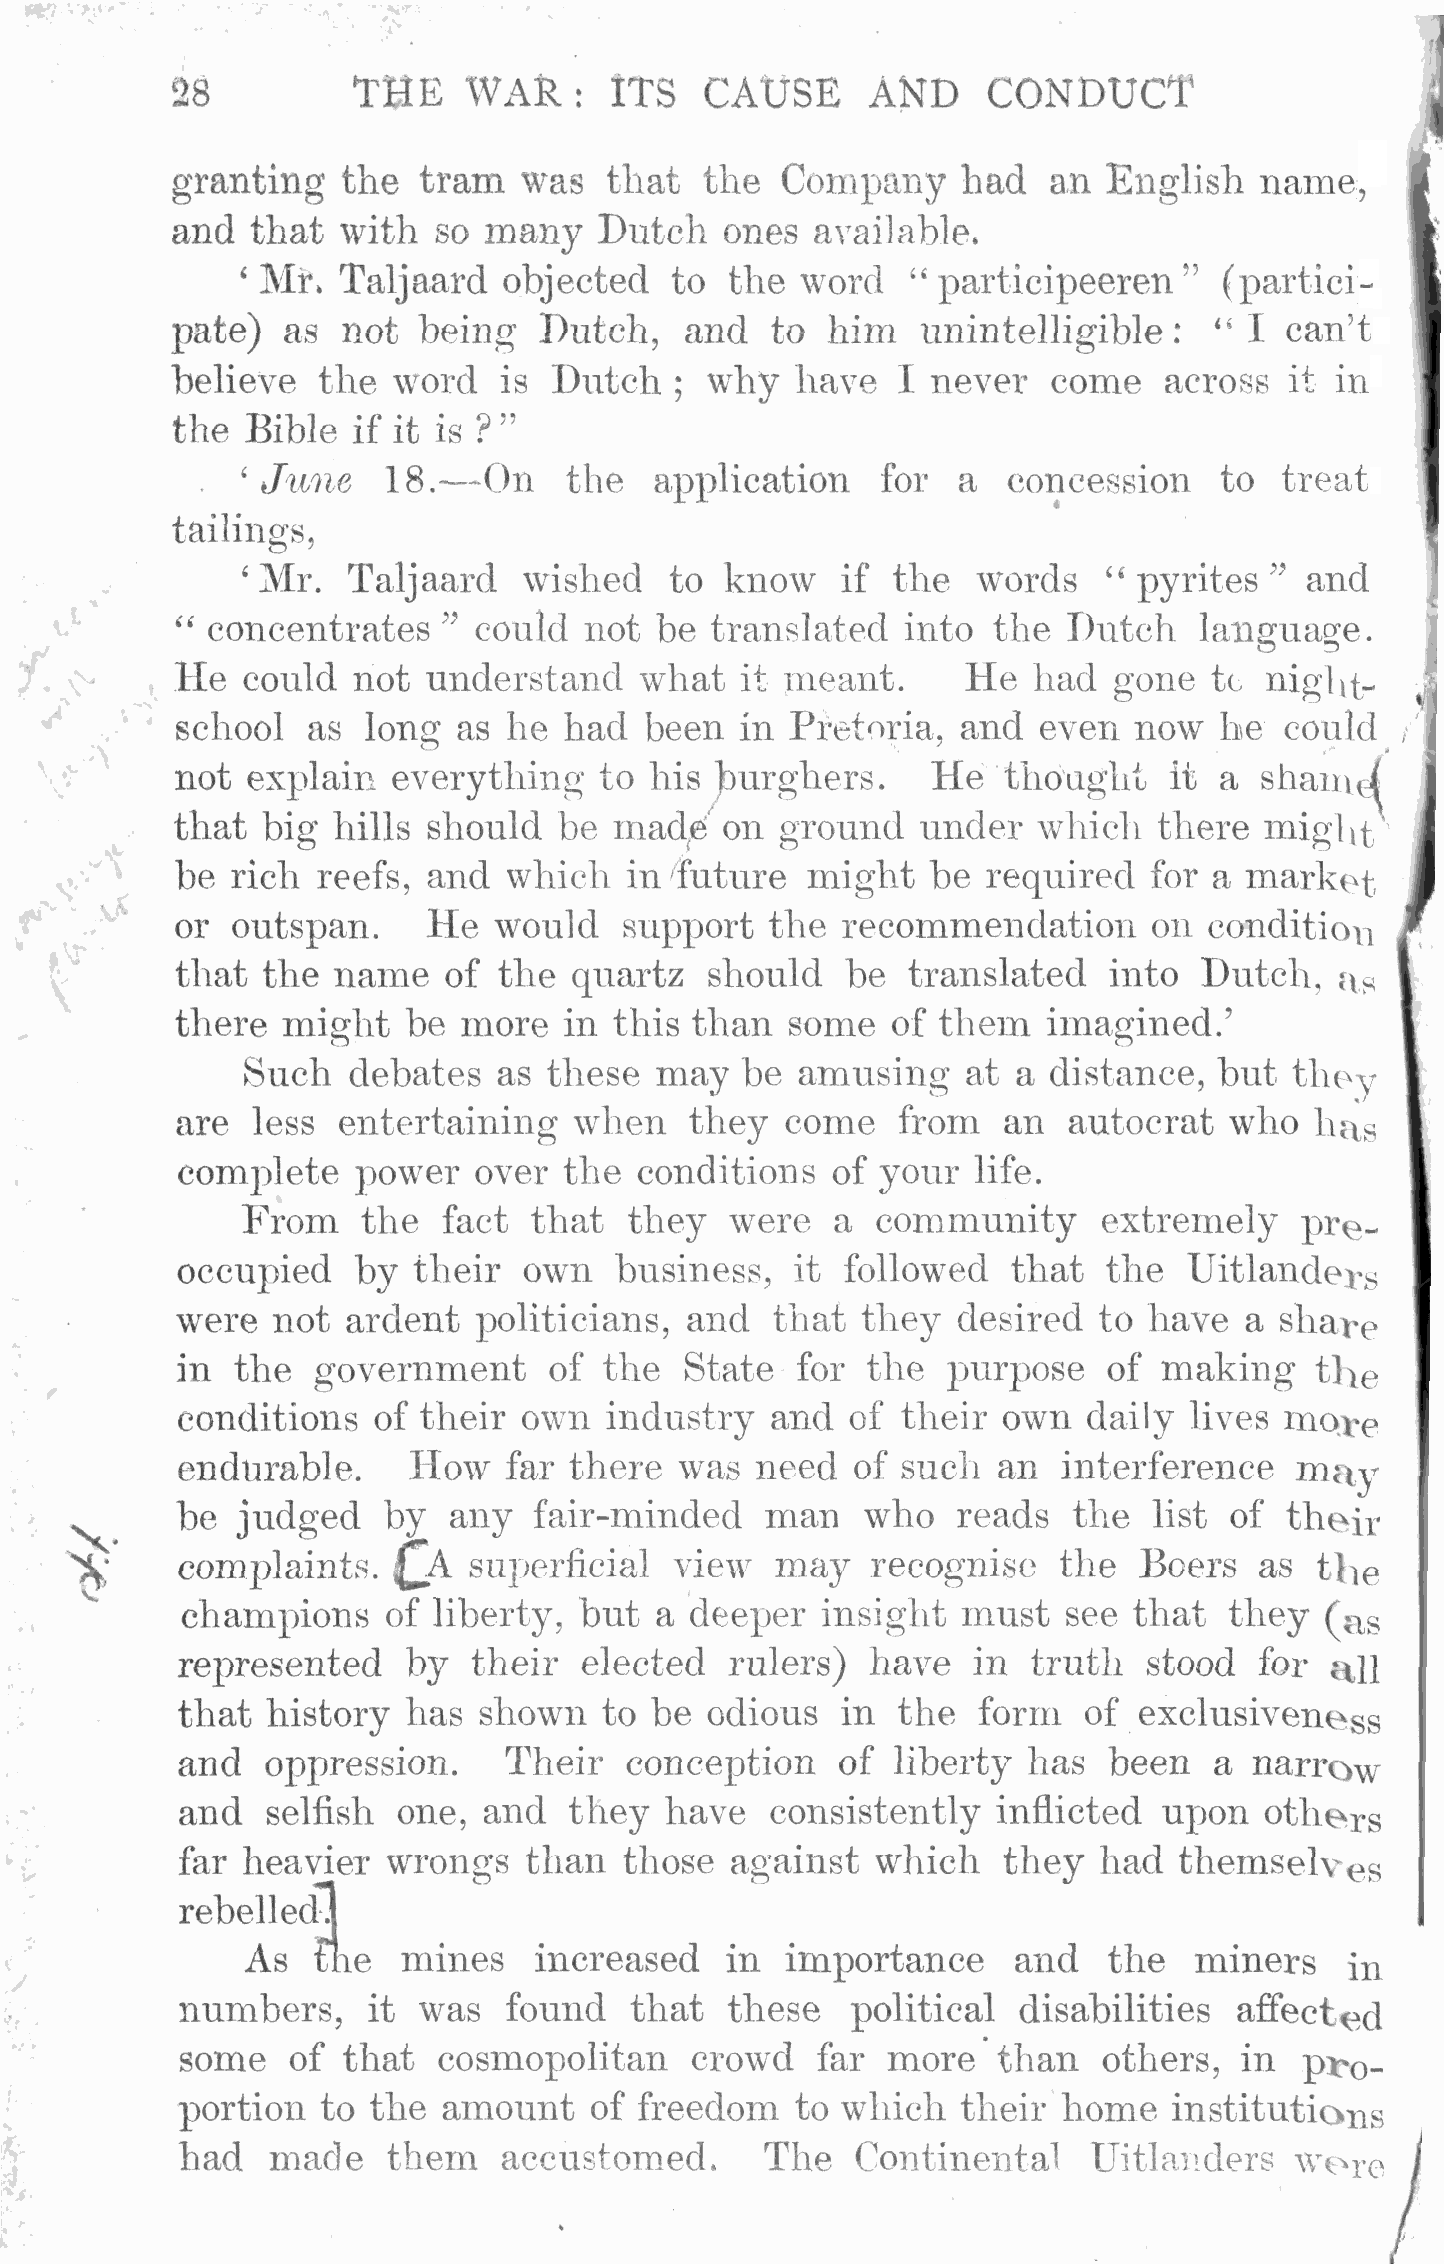 28 THE WAR: ITS CAUSE AND CONDUCT
granting the tram was that the Company had an English name,
and that with so many Dutch ones available.
‘Mr. Taljaard objected to the word “participeeren” (partici-
pate) as not being Dutch, and to him unintelligible: “I can't
believe the word is Dutch; why have I never come across it in
the Bible if it is?”
‘June 18.—On the application for a concession to treat
tailings,
‘Mr. Taljaard wished to know if the words “pyrites” and
“concentrates” could not be translated into the Dutch language.
He could not understand what it meant. He had gone to night-
school as long as he had been in Pretoria, and even now he could
not explain everything to his burghers. He thought it a shame
that big hills should be made on ground under which there might
be rich reefs, and which in future might be required for a market
or outspan. He would support the recommendation on condition
that the name of the quartz should be translated into Dutch, as
there might be more in this than some of them imagined.’
Such debates as these may be amusing at a distance, but they
are less entertaining when they come from an autocrat who has
complete power over the conditions of your life.
From the fact that they were a community extremely pre-
occupied by their own business, it followed that the Uitlanders
were not ardent politicians, and that they desired to have a share
in the government of the State for the purpose of making the
conditions of their own industry and of their own daily lives more
endurable. How far there was need of such an interference may
be judged by any fair-minded man who reads the list of their
complaints. [A superficial view may recognise the Boers as the
champions of liberty, but a deeper insight must see that they (as
represented by their elected rulers) have in truth stood for all
that history has shown to be odious in the form of exclusiveness
and oppression. Their conception of liberty has been a narrow
and selfish one, and they have consistently inflicted upon others
far heavier wrongs than those against which they had themselves
rebelled.]
As the mines increased in importance and the miners in
numbers, it was found that these political disabilities affected
some of that cosmopolitan crowd far more than others, in pro-
portion to the amount of freedom to which their home institutions
had made them accustomed. The Continental Uitlanders were